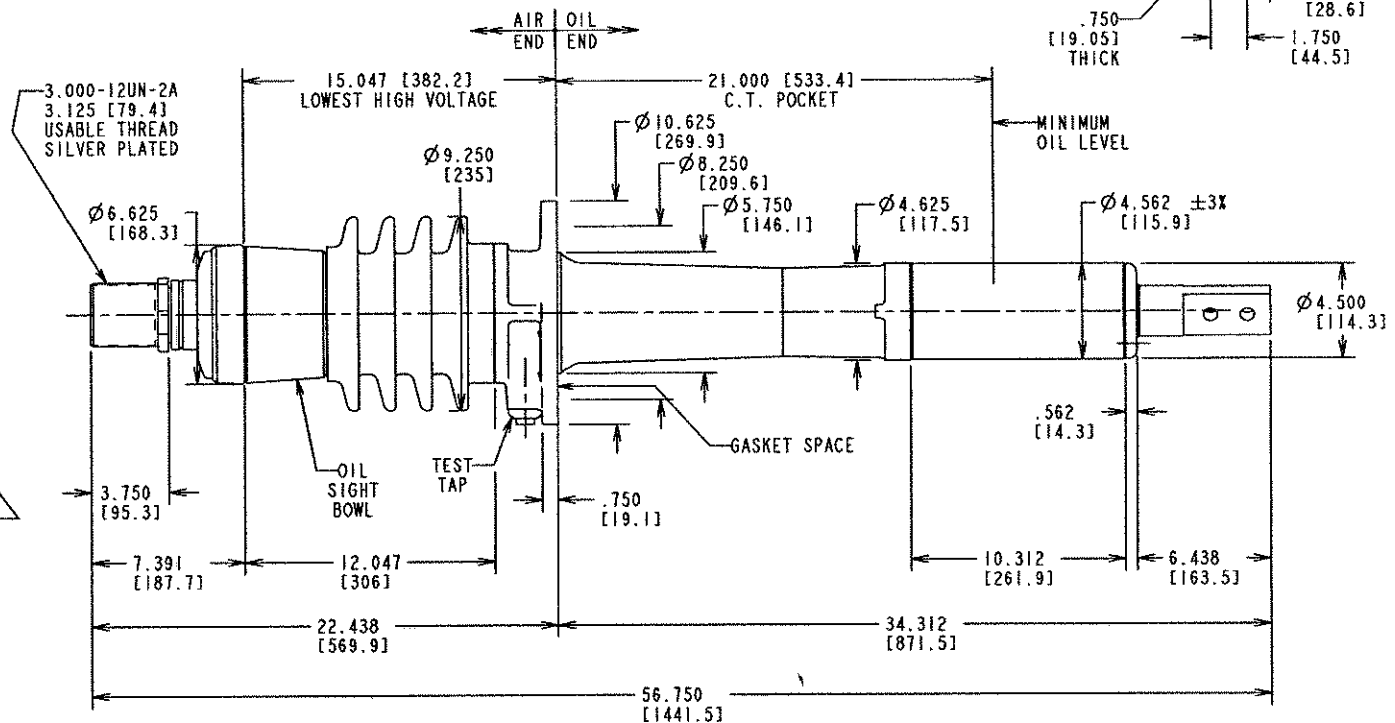 AIR OIL
END END
.750
[19.05]
THICK
[28.6]
1.750
[44.5]
15.047 [382.2]
LOWEST HIGH VOLTAGE
21.000 [533.4]
C.T. POCKET
3.000-12UN-2A
3.125 [79.4]
USABLE THREAD
SILVER PLATED
Ø10.625
[269.9]
MINIMUM
OIL LEVEL
Ø9.250
[235]
Ø8.250
[209.6]
Ø6.625
[168.3]
Ø5.750
[146.1]
Ø4.625
[117.5]
Ø4.562 ±3%
[115.9]
Ø4.500
[114.3]
.562
[14.3]
GASKET SPACE
OIL
SIGHT
BOWL
TEST
TAP
3.750
[95.3]
.750
[19.1]
7.391
[187.7]
12.047
[306]
10.312
[261.9]
6.438
[163.5]
22.438
[569.9]
34.312
[871.5]
56.750
[1441.5]